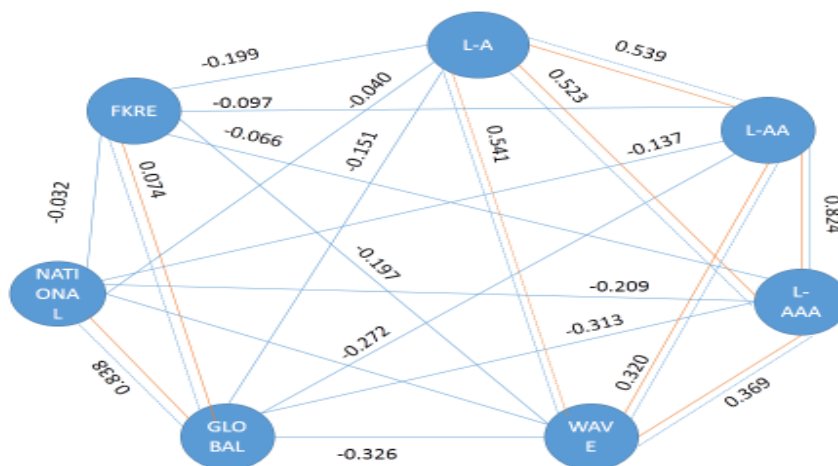 L-A
-0.199
0.539
FKRE
-0.097
-0.040
0.523
L-AA
-0.066
-0.151
0.541
-0.137
0.074
-0.032
0.824
-0.197
NATI
ONA
L
-0.209
L-
AAA
-0.313
-0.272
0.320
0.838
0.369
GLO
BAL
-0.326
WAV
E